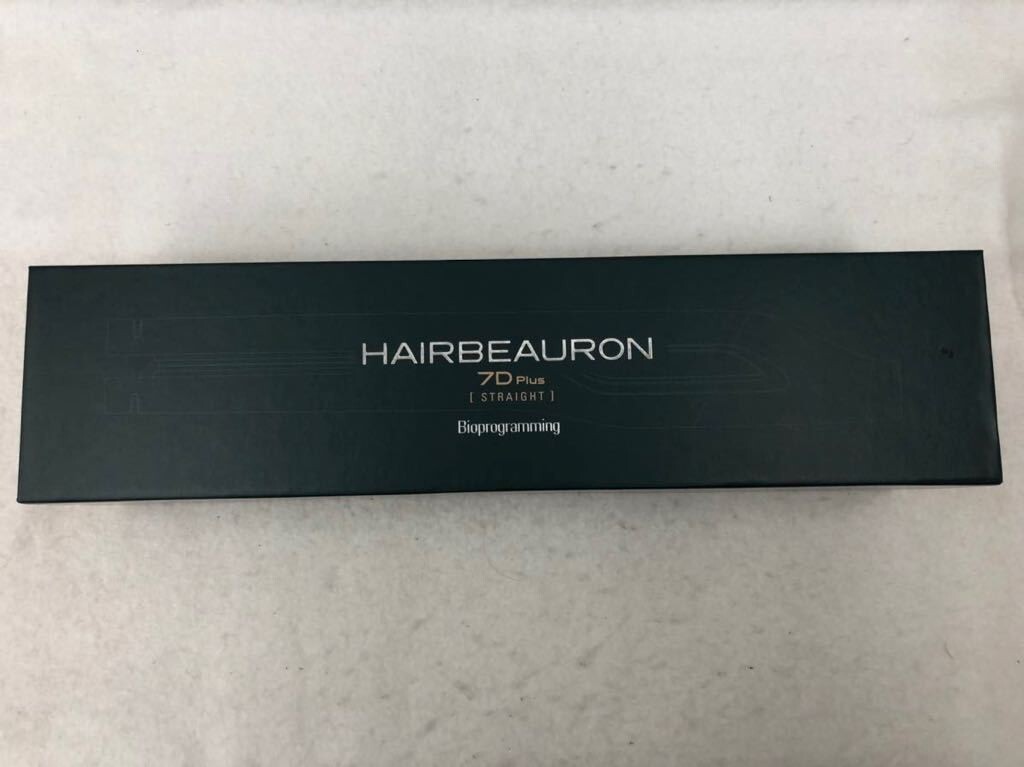 HAIRBEAURON
7D Plus
[ STRAIGHT ]
Bioprogramming